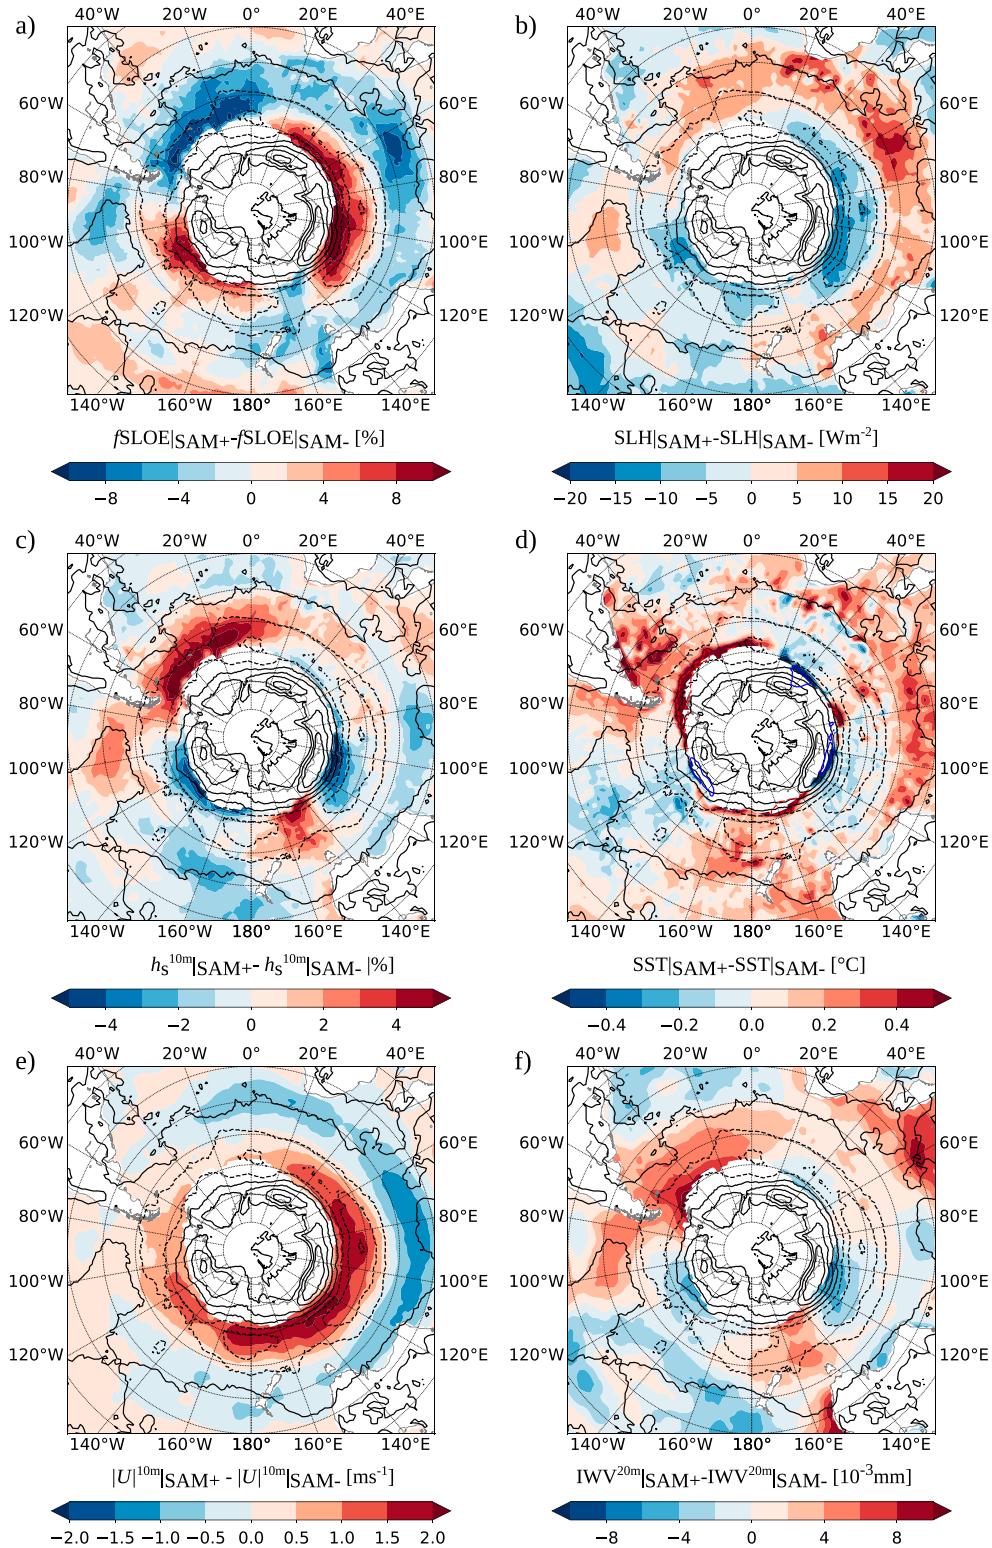 a) b)
40°W 20°W 0° 20°E 40°E 40°W 20°W 0° 20°E 40°E
60°W 60°E 60°W 60°E
80°W 80°E 80°W 80°E
100°W 100°E 100°W 100°E
120°W 120°E 120°W 120°E
140°W 160°W 180° 160°E 140°E 140°W 160°W 180° 160°E 140°E
fSLOE|SAM+-fSLOE|SAM- [%] SLH|SAM+-SLH|SAM- [Wm-2]
−8 −4 0 4 8 −20 −15 −10 −5 0 5 10 15 20
c) d)
40°W 20°W 0° 20°E 40°E 40°W 20°W 0° 20°E 40°E
60°W 60°E 60°W 60°E
80°W 80°E 80°W 80°E
100°W 100°E 100°W 100°E
120°W 120°E 120°W 120°E
140°W 160°W 180° 160°E 140°E 140°W 160°W 180° 160°E 140°E
hs10m|SAM+- hs10m|SAM- |%] SST|SAM+-SST|SAM- [°C]
−4 −2 0 2 4 −0.4 −0.2 0.0 0.2 0.4
e) f)
40°W 20°W 0° 20°E 40°E 40°W 20°W 0° 20°E 40°E
60°W 60°E 60°W 60°E
80°W 80°E 80°W 80°E
100°W 100°E 100°W 100°E
120°W 120°E 120°W 120°E
140°W 160°W 180° 160°E 140°E 140°W 160°W 180° 160°E 140°E
|U|10m|SAM+ - |U|10m|SAM- [ms-1] IWV20m|SAM+-IWV20m|SAM- [10-3mm]
−2.0 −1.5 −1.0 −0.5 0.0 0.5 1.0 1.5 2.0 −8 −4 0 4 8